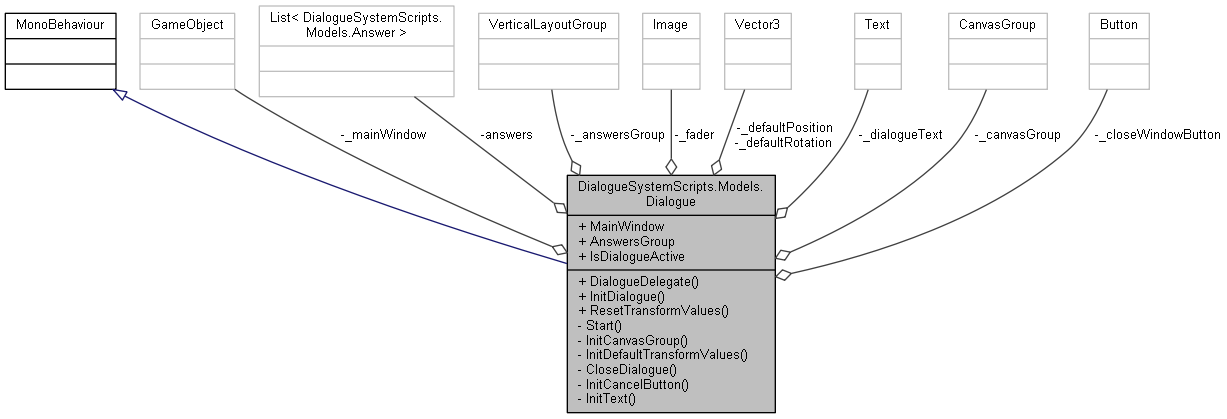 MonoBehaviour
GameObject
List< DialogueSystemScripts.
Models.Answer >
VerticalLayoutGroup
Image
Vector3
Text
CanvasGroup
Button
-_mainWindow
-answers
-_answersGroup
-_fader
-_defaultPosition
-_defaultRotation
-_dialogueText
-_canvasGroup
-_closeWindowButton
DialogueSystemScripts.Models.
Dialogue
+ MainWindow
+ AnswersGroup
+ IsDialogueActive
+ DialogueDelegate()
+ InitDialogue()
+ ResetTransformValues()
- Start()
- InitCanvasGroup()
- InitDefaultTransformValues()
- CloseDialogue()
- InitCancelButton()
- InitText()